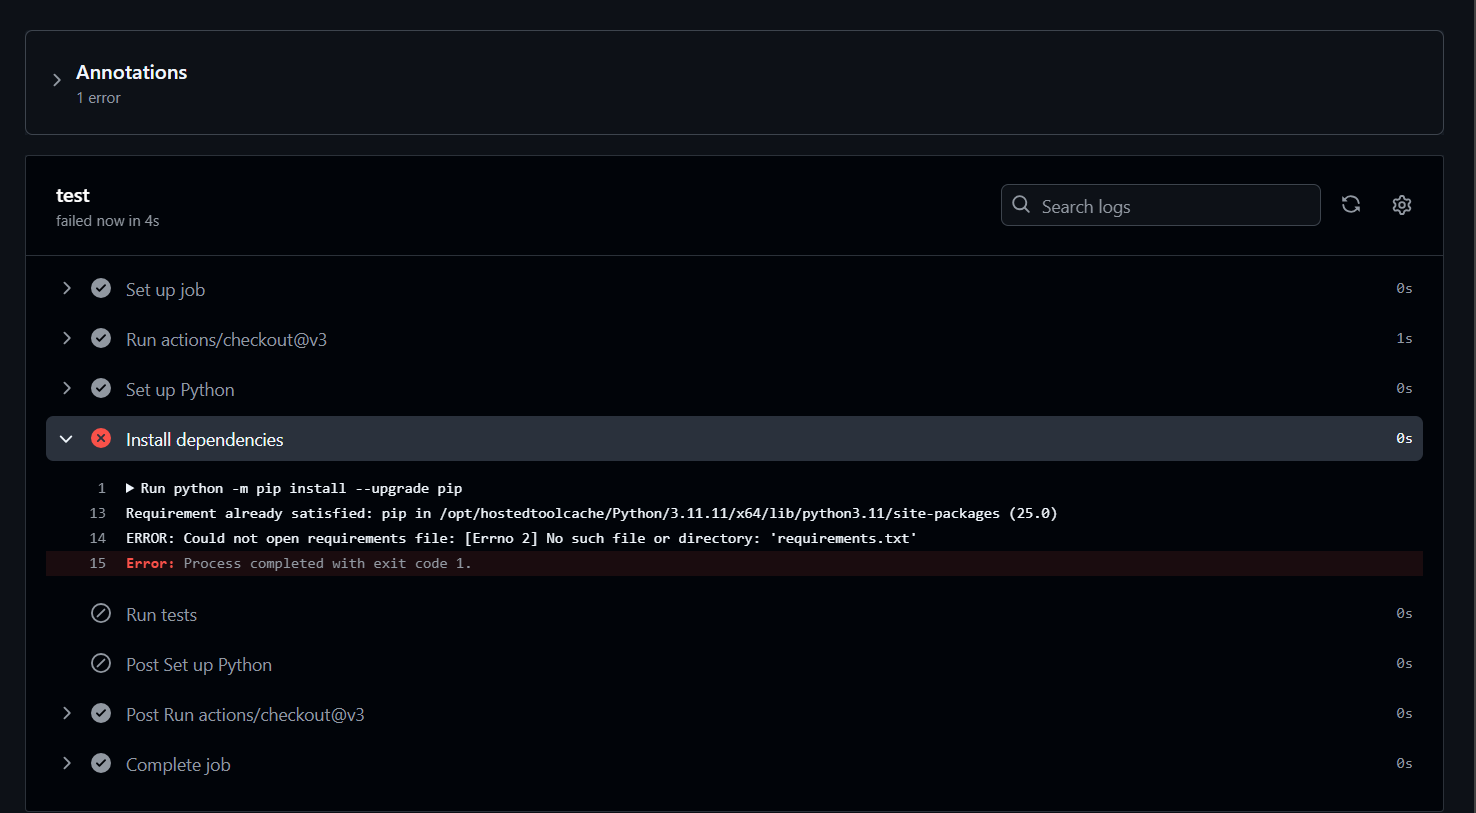 Annotations
1 error
test
failed now in 4s
Search logs
Set up job 0s
Run actions/checkout@v3 1s
Set up Python 0s
Install dependencies 0s
1 Run python -m pip install --upgrade pip
13 Requirement already satisfied: pip in /opt/hostedtoolcache/Python/3.11.11/x64/lib/python3.11/site-packages (25.0)
14 ERROR: Could not open requirements file: [Errno 2] No such file or directory: 'requirements.txt'
15 Error: Process completed with exit code 1.
Run tests 0s
Post Set up Python 0s
Post Run actions/checkout@v3 0s
Complete job 0s